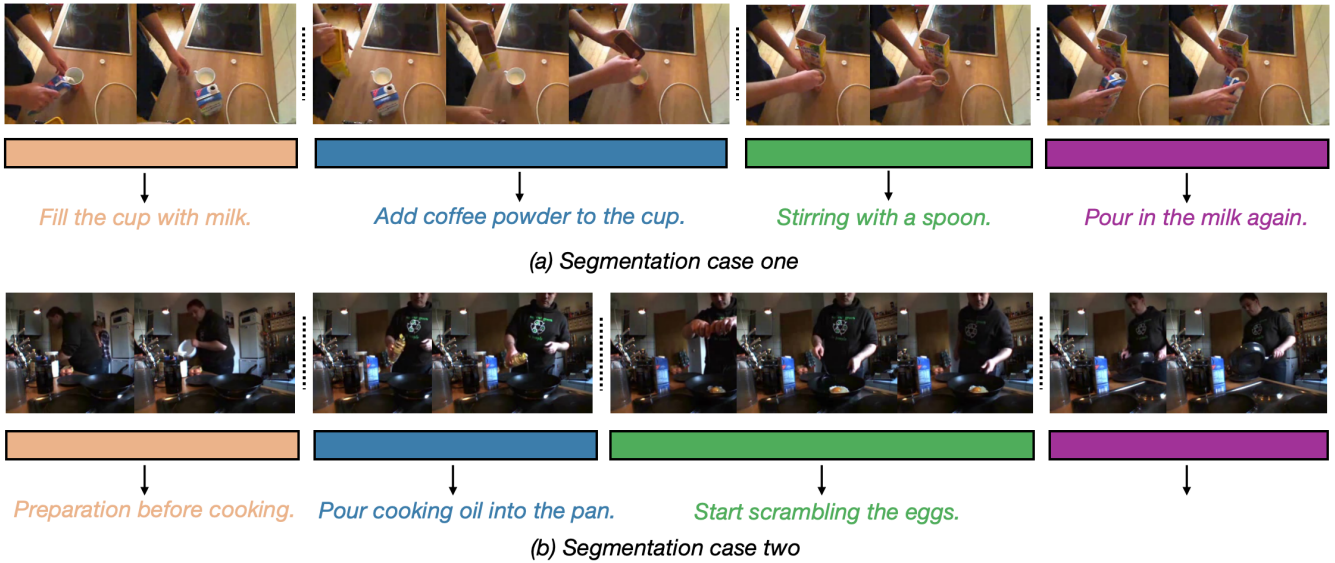 Fill the cup with milk.
Add coffee powder to the cup.
Stirring with a spoon.
Pour in the milk again.
(a) Segmentation case one
Preparation before cooking.
Pour cooking oil into the pan.
Start scrambling the eggs.
(b) Segmentation case two